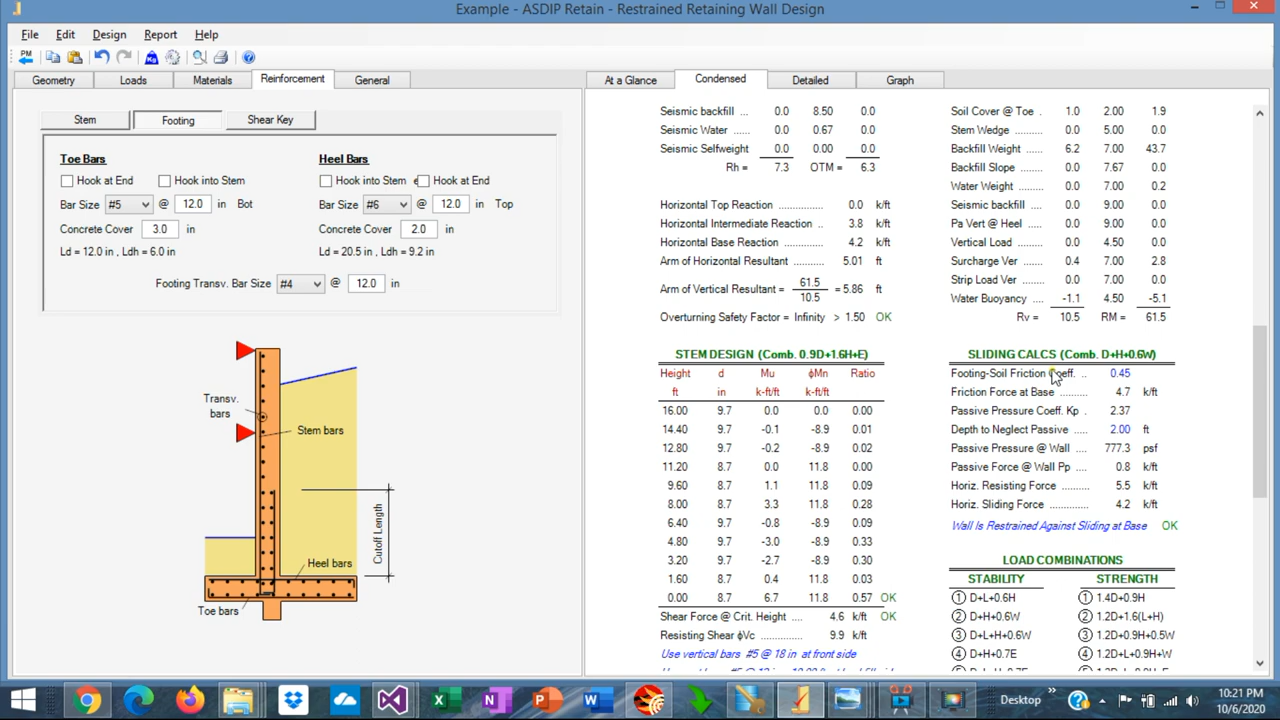 Example - ASDIP Retain - Restrained Retaining Wall Design
File Edit Design Report Help
Geometry Loads Materials Reinforcement General
At a Glance Condensed Detailed Graph
Stem Footing Shear Key
Toe Bars
Hook at End Hook into Stem
Bar Size #5 @ 12.0 in Bot
Concrete Cover 3.0 in
Ld = 12.0 in , Ldh = 6.0 in
Heel Bars
Hook into Stem Hook at End
Bar Size #6 @ 12.0 in Top
Concrete Cover 2.0 in
Ld = 20.5 in , Ldh = 9.2 in
Footing Transv. Bar Size #4 @ 12.0 in
Transv. bars
Stem bars
Cutoff Length
Heel bars
Toe bars
Seismic backfill ... 0.0 8.50 0.0
Seismic Water ...... 0.0 0.67 0.0
Seismic Selfweight 0.0 0.00 0.0
Rh = 7.3 OTM = 6.3
Horizontal Top Reaction ................ 0.0 k/ft
Horizontal Intermediate Reaction .. 3.8 k/ft
Horizontal Base Reaction .............. 4.2 k/ft
Arm of Horizontal Resultant .......... 5.01 ft
Arm of Vertical Resultant = 61.5 / 10.5 = 5.86 ft
Overturning Safety Factor = Infinity > 1.50 OK
STEM DESIGN (Comb. 0.9D+1.6H+E)
Height d Mu ϕMn Ratio
ft in k-ft/ft k-ft/ft
16.00 9.7 0.0 0.0 0.00
14.40 9.7 -0.1 -8.9 0.01
12.80 9.7 -0.2 -8.9 0.02
11.20 8.7 0.0 11.8 0.00
9.60 8.7 1.1 11.8 0.09
8.00 8.7 3.3 11.8 0.28
6.40 9.7 -0.8 -8.9 0.09
4.80 9.7 -3.0 -8.9 0.33
3.20 9.7 -2.7 -8.9 0.30
1.60 8.7 0.4 11.8 0.03
0.00 8.7 6.7 11.8 0.57 OK
Shear Force @ Crit. Height .... 4.6 k/ft OK
Resisting Shear ϕVc .............. 9.9 k/ft
Use vertical bars #5 @ 18 in at front side
Soil Cover @ Toe . 1.0 2.00 1.9
Stem Wedge ......... 0.0 5.00 0.0
Backfill Weight ...... 6.2 7.00 43.7
Backfill Slope ........ 0.0 7.67 0.0
Water Weight ........ 0.0 7.00 0.2
Seismic backfill ..... 0.0 9.00 0.0
Pa Vert @ Heel ..... 0.0 9.00 0.0
Vertical Load ........ 0.0 4.50 0.0
Surcharge Ver ....... 0.4 7.00 2.8
Strip Load Ver ....... 0.0 7.00 0.0
Water Buoyancy .... -1.1 4.50 -5.1
Rv = 10.5 RM = 61.5
SLIDING CALCS (Comb. D+H+0.6W)
Footing-Soil Friction Coeff. .. 0.45
Friction Force at Base .......... 4.7 k/ft
Passive Pressure Coeff. Kp . 2.37
Depth to Neglect Passive ..... 2.00 ft
Passive Pressure @ Wall ..... 777.3 psf
Passive Force @ Wall Pp .... 0.8 k/ft
Horiz. Resisting Force ......... 5.5 k/ft
Horiz. Sliding Force ............. 4.2 k/ft
Wall Is Restrained Against Sliding at Base OK
LOAD COMBINATIONS
STABILITY STRENGTH
1 D+L+0.6H 1 1.4D+0.9H
2 D+H+0.6W 2 1.2D+1.6(L+H)
3 D+L+H+0.6W 3 1.2D+0.9H+0.5W
4 D+H+0.7E 4 1.2D+L+0.9H+W
Desktop
10:21 PM
10/6/2020